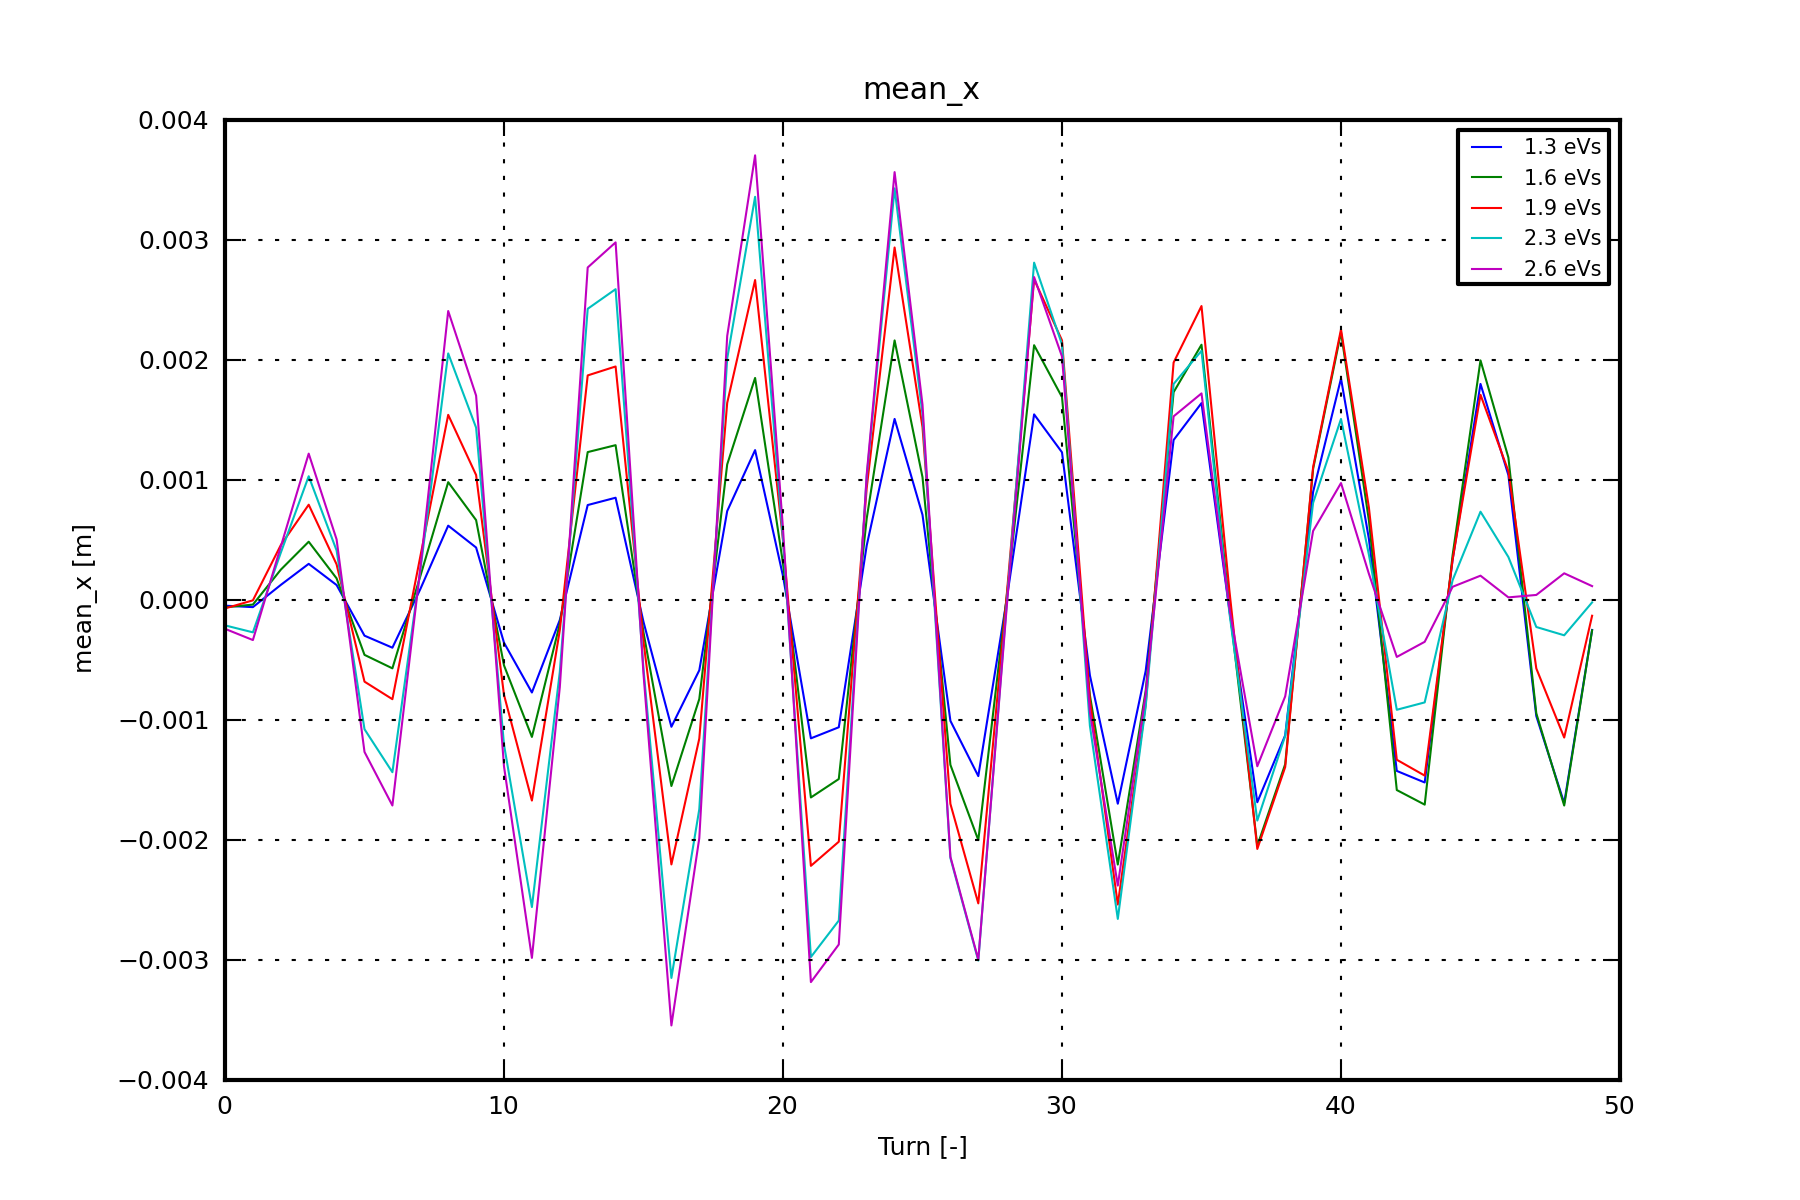 mean_x
0.004
0.003
0.002
0.001
0.000
−0.001
−0.002
−0.003
−0.004
mean_x [m]
1.3 eVs
1.6 eVs
1.9 eVs
2.3 eVs
2.6 eVs
0 10 20 30 40 50
Turn [-]